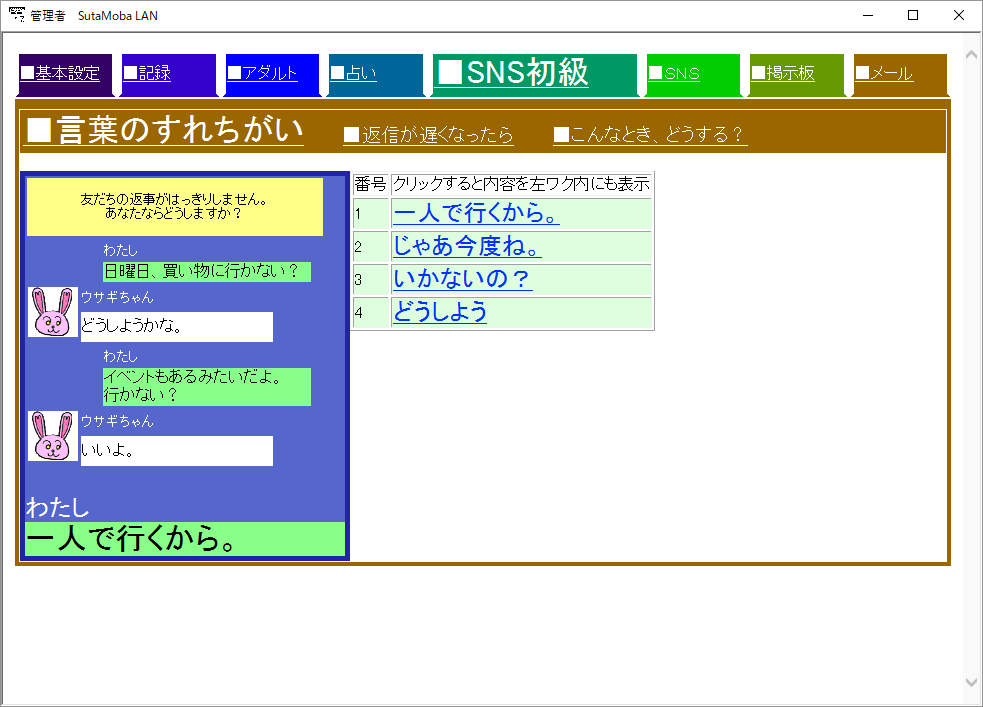 管理者 SutaMoba LAN
■基本設定 ■記録 ■アダルト ■占い ■SNS初級 ■SNS ■掲示板 ■メール
■言葉のすれちがい ■返信が遅くなったら ■こんなとき、どうする？
友だちの返事がはっきりしません。
あなたならどうしますか？
わたし
日曜日、買い物に行かない？
ウサギちゃん
どうしようかな。
わたし
イベントもあるみたいだよ。
行かない？
ウサギちゃん
いいよ。
わたし
一人で行くから。
番号 クリックすると内容を左ワク内にも表示
1 一人で行くから。
2 じゃあ今度ね。
3 いかないの？
4 どうしよう